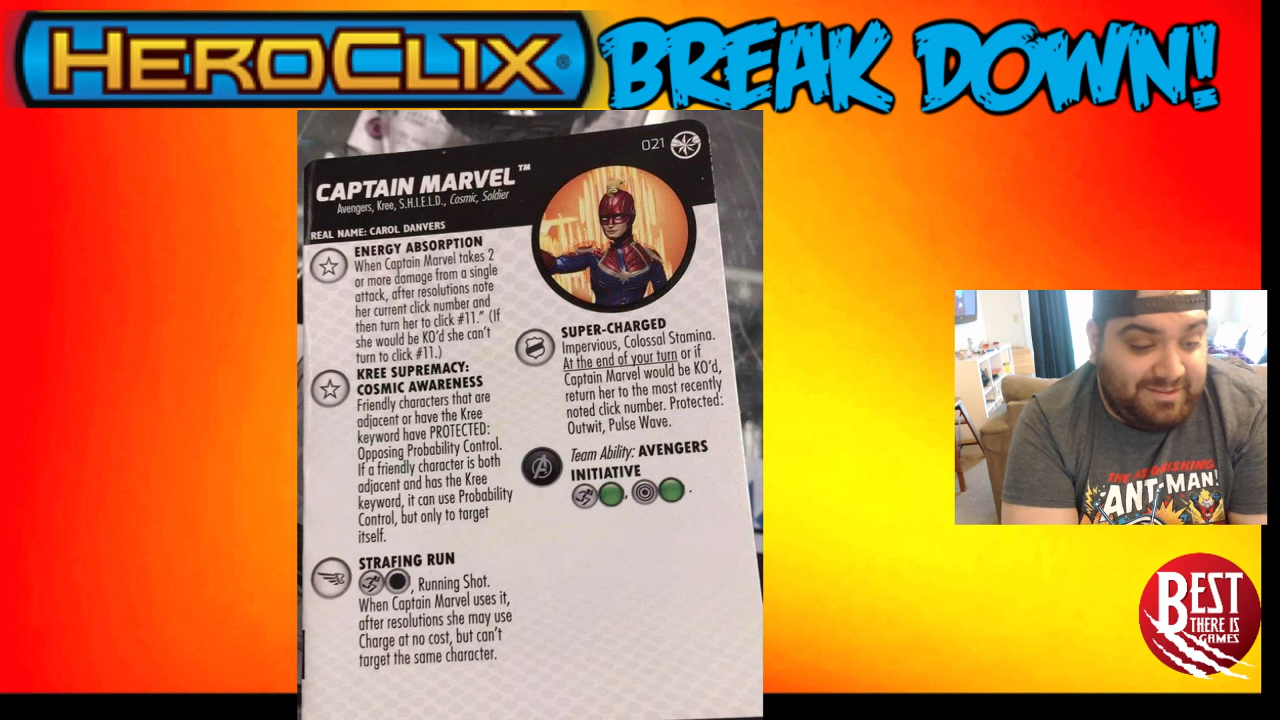 HEROCLIX® BREAK DOWN!
021
CAPTAIN MARVEL™
Avengers, Kree, S.H.I.E.L.D., Cosmic, Soldier
REAL NAME: CAROL DANVERS
ENERGY ABSORPTION
When Captain Marvel takes 2
or more damage from a single
attack, after resolutions note
her current click number and
then turn her to click #11.” (If
she would be KO’d she can’t
turn to click #11.)
KREE SUPREMACY:
COSMIC AWARENESS
Friendly characters that are
adjacent or have the Kree
keyword have PROTECTED:
Opposing Probability Control.
If a friendly character is both
adjacent and has the Kree
keyword, it can use Probability
Control, but only to target
itself.
STRAFING RUN
, Running Shot.
When Captain Marvel uses it,
after resolutions she may use
Charge at no cost, but can’t
target the same character.
SUPER-CHARGED
Impervious, Colossal Stamina.
At the end of your turn or if
Captain Marvel would be KO’d,
return her to the most recently
noted click number. Protected:
Outwit, Pulse Wave.
Team Ability: AVENGERS
INITIATIVE
, .
ANT-MAN!
BEST
THERE IS
GAMES